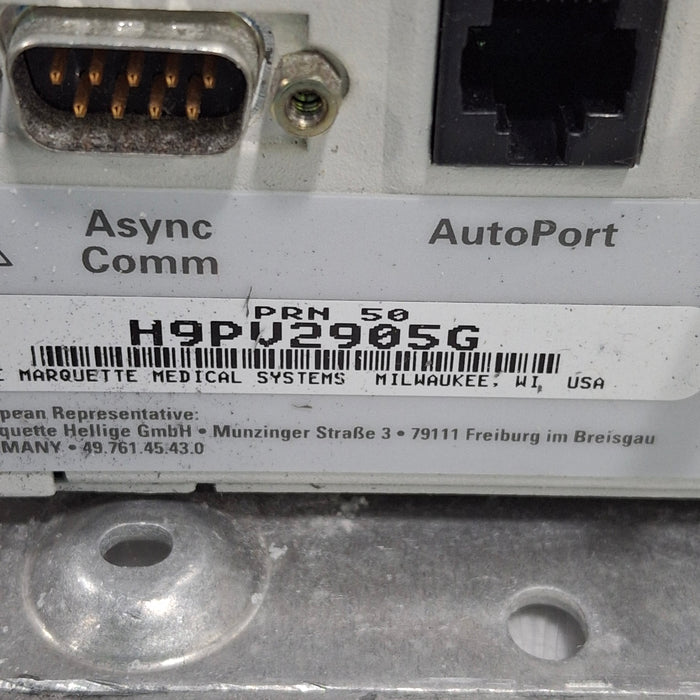 Async
Comm
AutoPort
PRN 50
H9PV2905G
MARQUETTE MEDICAL SYSTEMS MILWAUKEE, WI, USA
pean Representative:
quette Hellige GmbH • Munzinger Straße 3 • 79111 Freiburg im Breisgau
MANY • 49.761.45.43.0